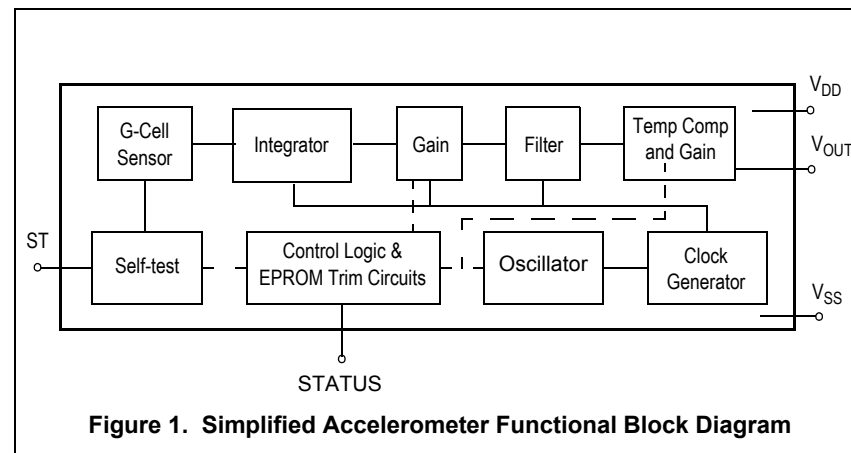 V_DD
G-Cell
Sensor
Integrator
Gain
Filter
Temp Comp
and Gain
V_OUT
ST
Self-test
Control Logic &
EPROM Trim Circuits
Oscillator
Clock
Generator
V_SS
STATUS
Figure 1. Simplified Accelerometer Functional Block Diagram